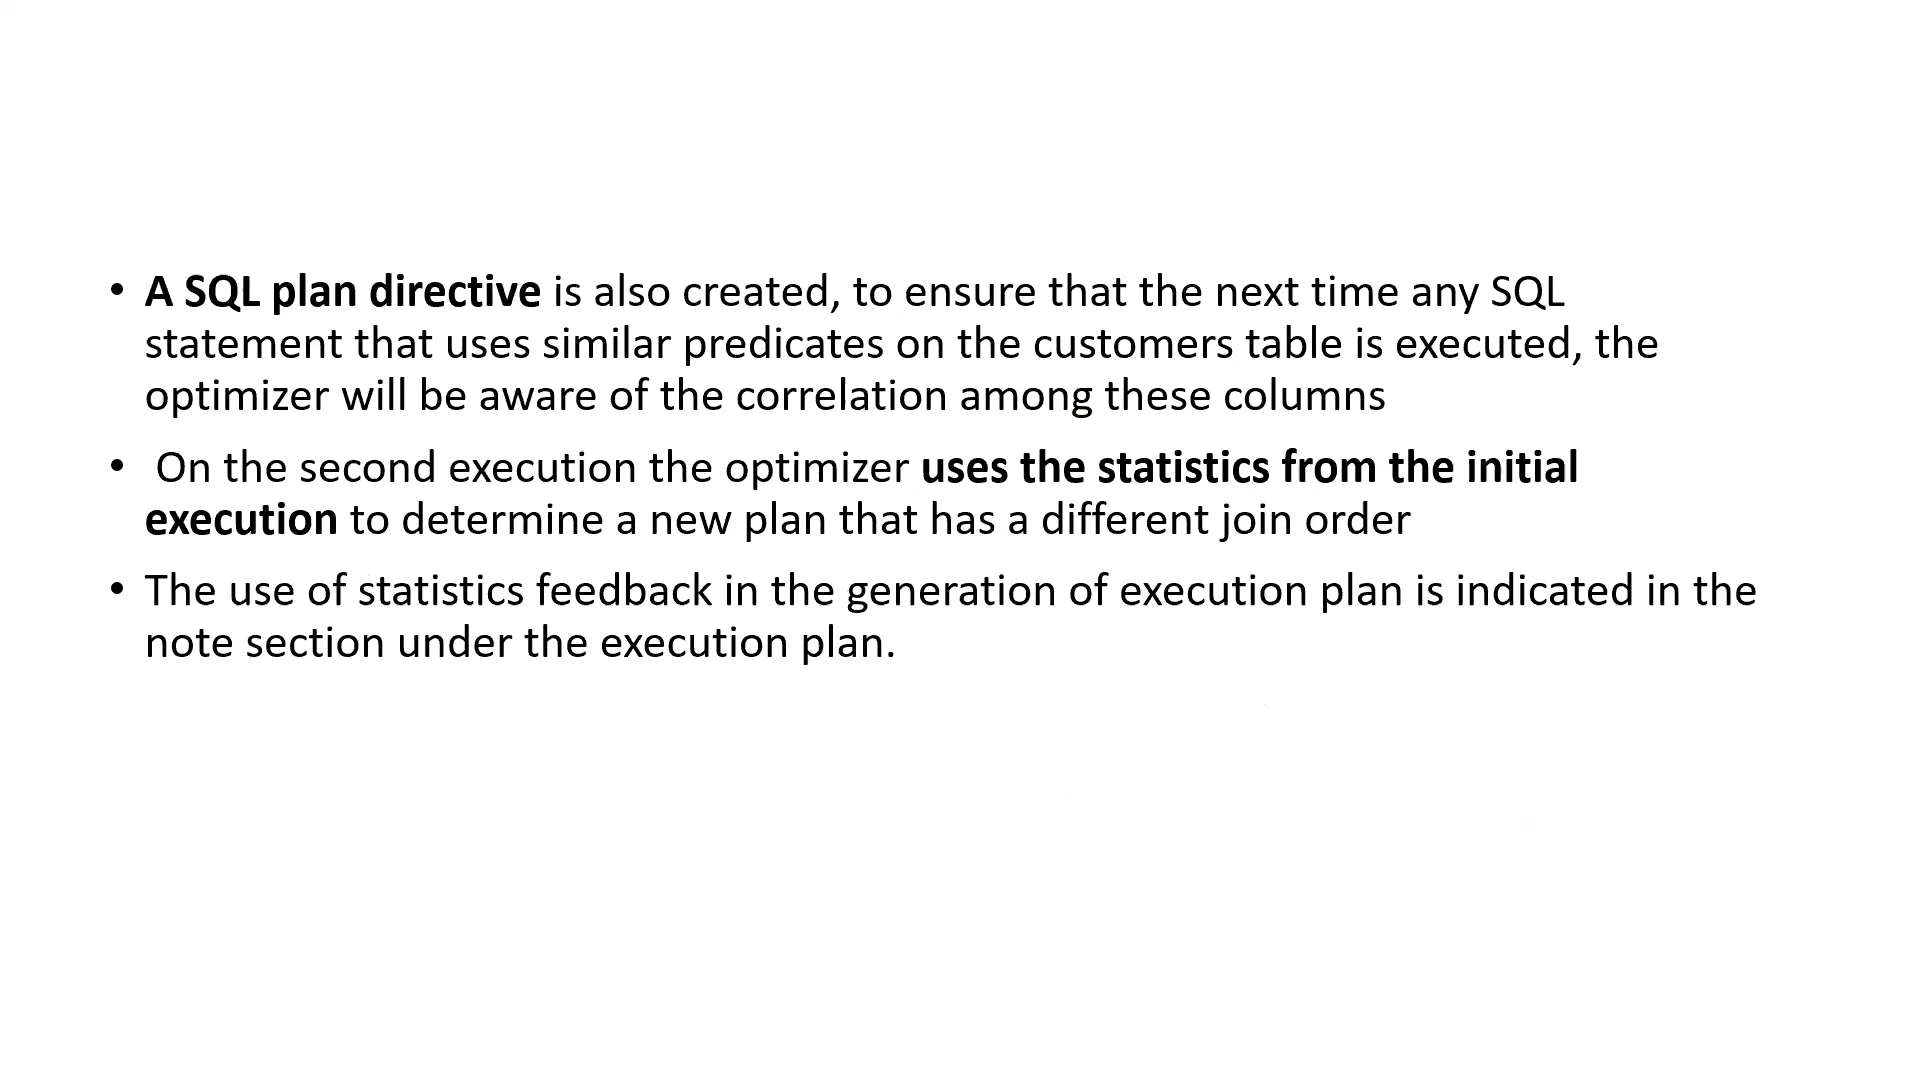 • A SQL plan directive is also created, to ensure that the next time any SQL
statement that uses similar predicates on the customers table is executed, the
optimizer will be aware of the correlation among these columns
• On the second execution the optimizer uses the statistics from the initial
execution to determine a new plan that has a different join order
• The use of statistics feedback in the generation of execution plan is indicated in the
note section under the execution plan.